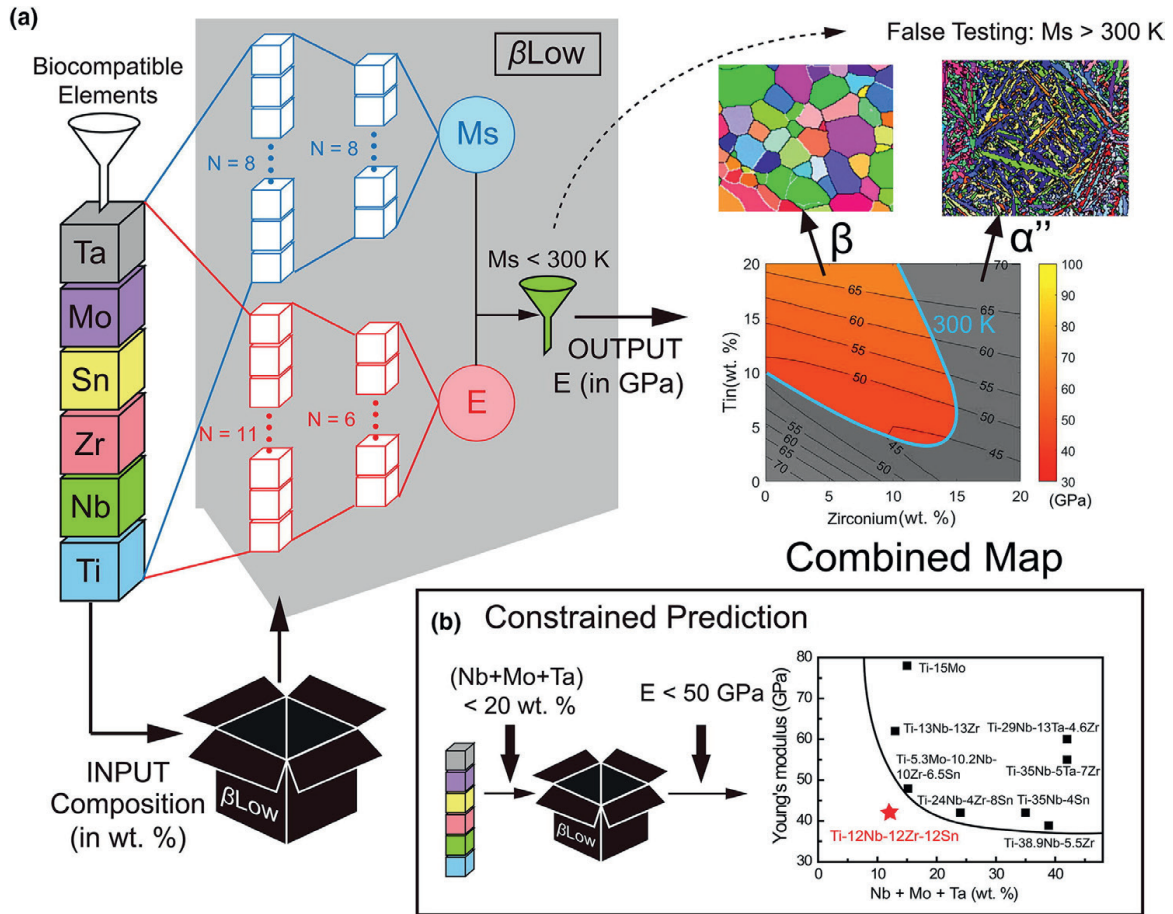 (a)
Biocompatible
Elements
Ta
Mo
Sn
Zr
Nb
Ti
INPUT
Composition
(in wt. %)
βLow
βLow
N = 8
N = 8
Ms
N = 11
N = 6
E
Ms < 300 K
OUTPUT
E (in GPa)
False Testing: Ms > 300 K
β
α''
300 K
65
60
55
50
45
50
55
60
65
70
70
65
60
55
50
45
Tin(wt. %)
20
15
10
5
0
0
5
10
15
20
Zirconium(wt. %)
100
90
80
70
60
50
40
30
(GPa)
Combined Map
(b) Constrained Prediction
(Nb+Mo+Ta)
< 20 wt. %
βLow
E < 50 GPa
Young's modulus (GPa)
80
70
60
50
40
30
Ti-15Mo
Ti-13Nb-13Zr
Ti-29Nb-13Ta-4.6Zr
Ti-5.3Mo-10.2Nb-
10Zr-6.5Sn
Ti-35Nb-5Ta-7Zr
Ti-24Nb-4Zr-8Sn
Ti-35Nb-4Sn
Ti-12Nb-12Zr-12Sn
Ti-38.9Nb-5.5Zr
0
10
20
30
40
Nb + Mo + Ta (wt. %)